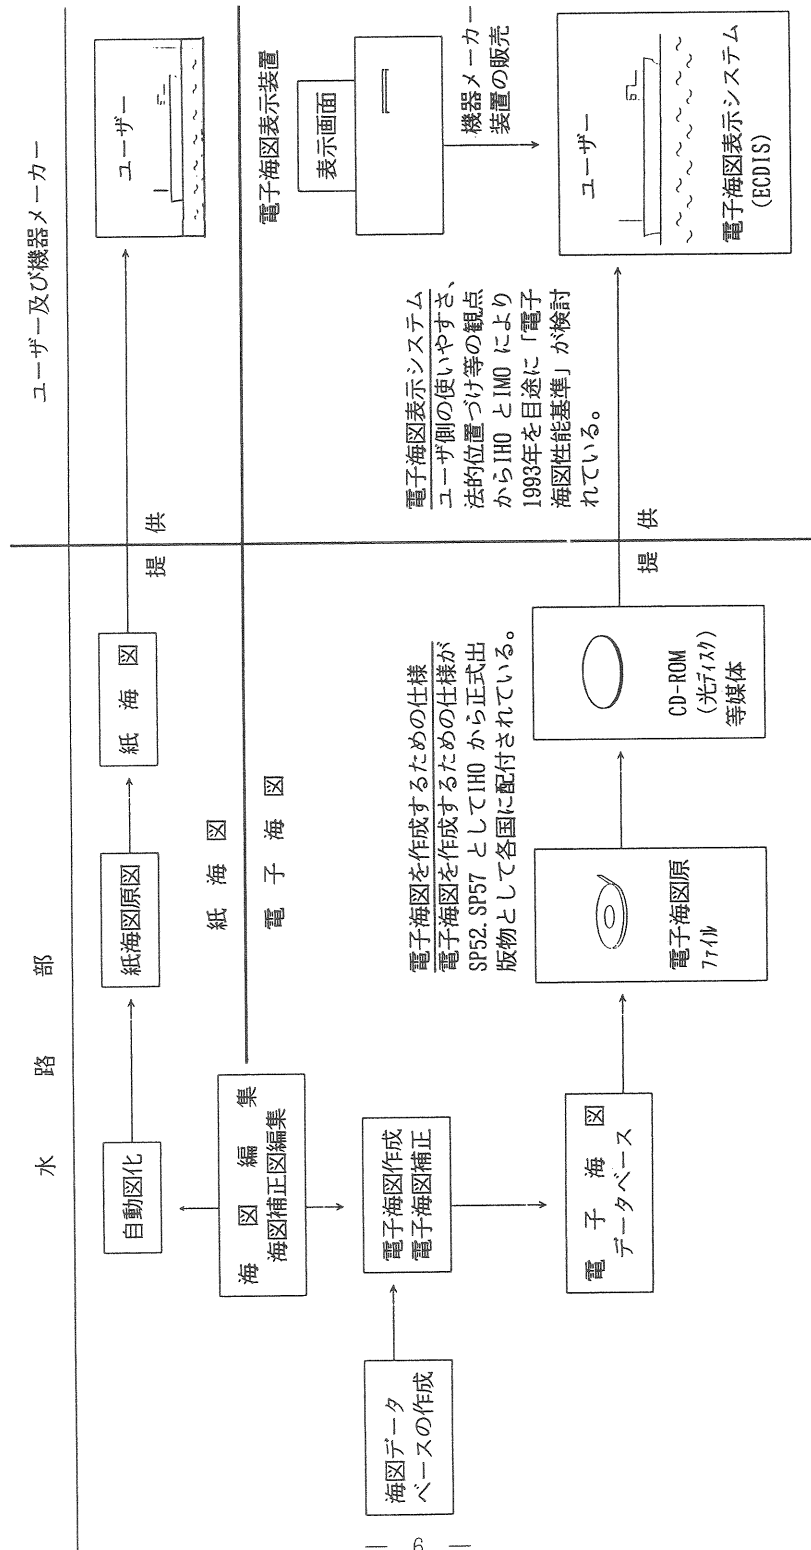 水路部
ユーザー及び機器メーカー
自動図化
紙海図原図
紙海図
提供
ユーザー
海図編集
海図補正図編集
紙海図
電子海図
海図データ
ベースの作成
電子海図作成
電子海図補正
電子海図
データベース
電子海図を作成するための仕様
電子海図を作成するための仕様が
SP52.SP57 としてIHO から正式出
版物として各国に配付されている。
電子海図原
ファイル
CD-ROM
(光ディスク)
等媒体
提供
電子海図表示システム
ユーザ側の使いやすさ、
法的位置づけ等の観点
からIHO とIMO により
1993年を目途に「電子
海図性能基準」が検討
れている。
電子海図表示装置
表示画面
機器メーカー
装置の販売
ユーザー
電子海図表示システム
(ECDIS)
— 6 —